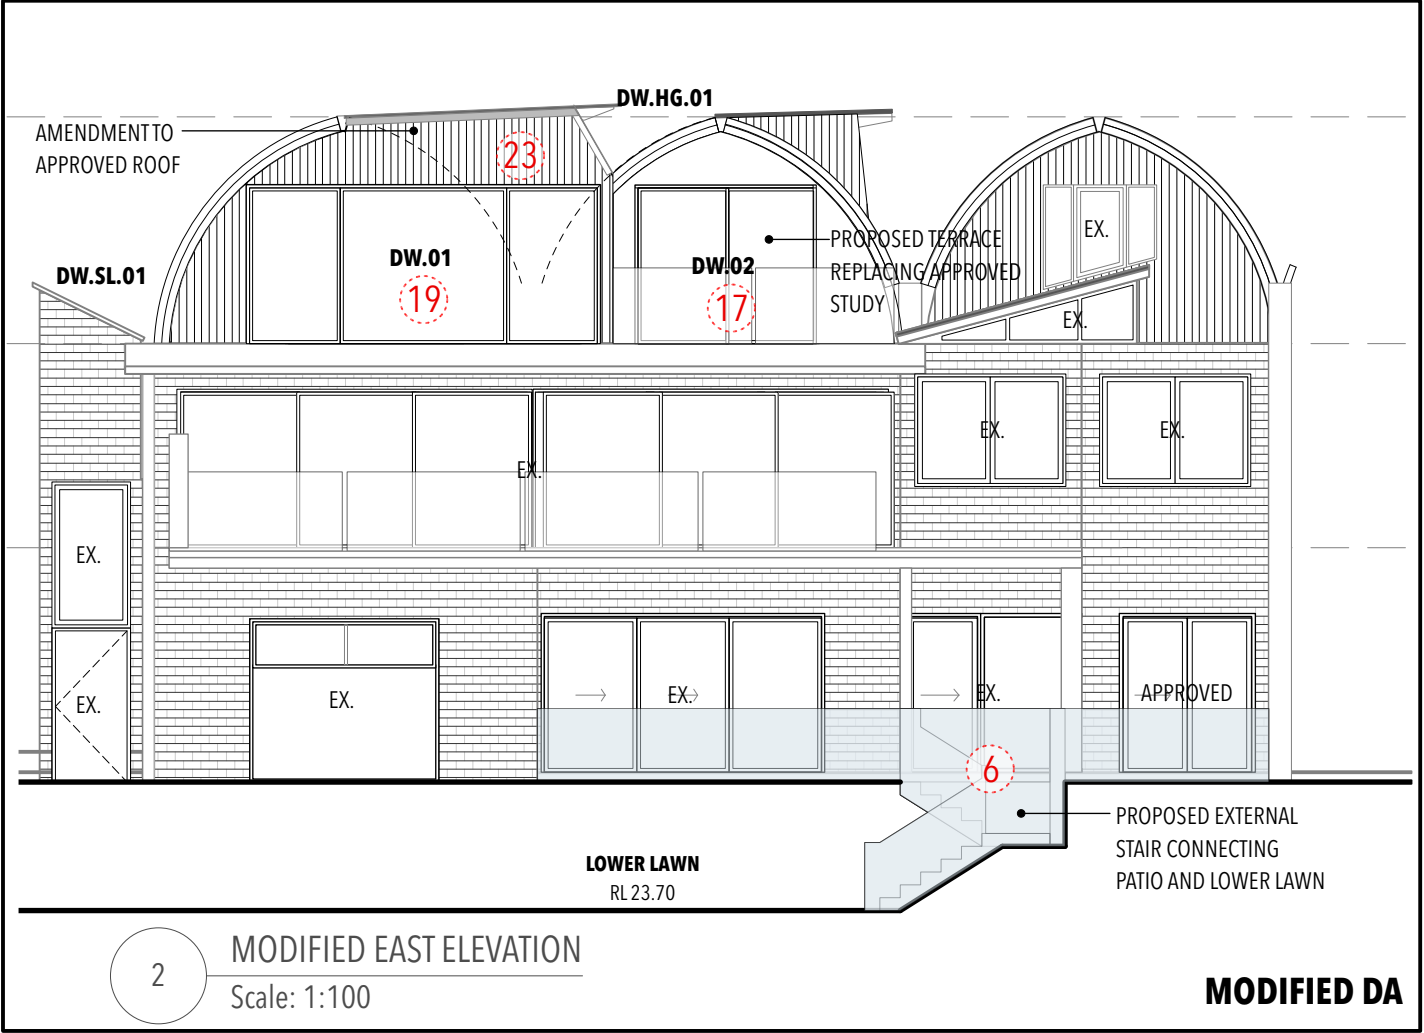 DW.HG.01
AMENDMENT TO
APPROVED ROOF
23
EX.
PROPOSED TERRACE
REPLACING APPROVED
STUDY
DW.01
19
DW.02
17
DW.SL.01
EX.
EX.
EX.
EX.
EX.
EX.
EX.
EX.
EX.
APPROVED
6
PROPOSED EXTERNAL
STAIR CONNECTING
PATIO AND LOWER LAWN
LOWER LAWN
RL 23.70
2
MODIFIED EAST ELEVATION
Scale: 1:100
MODIFIED DA